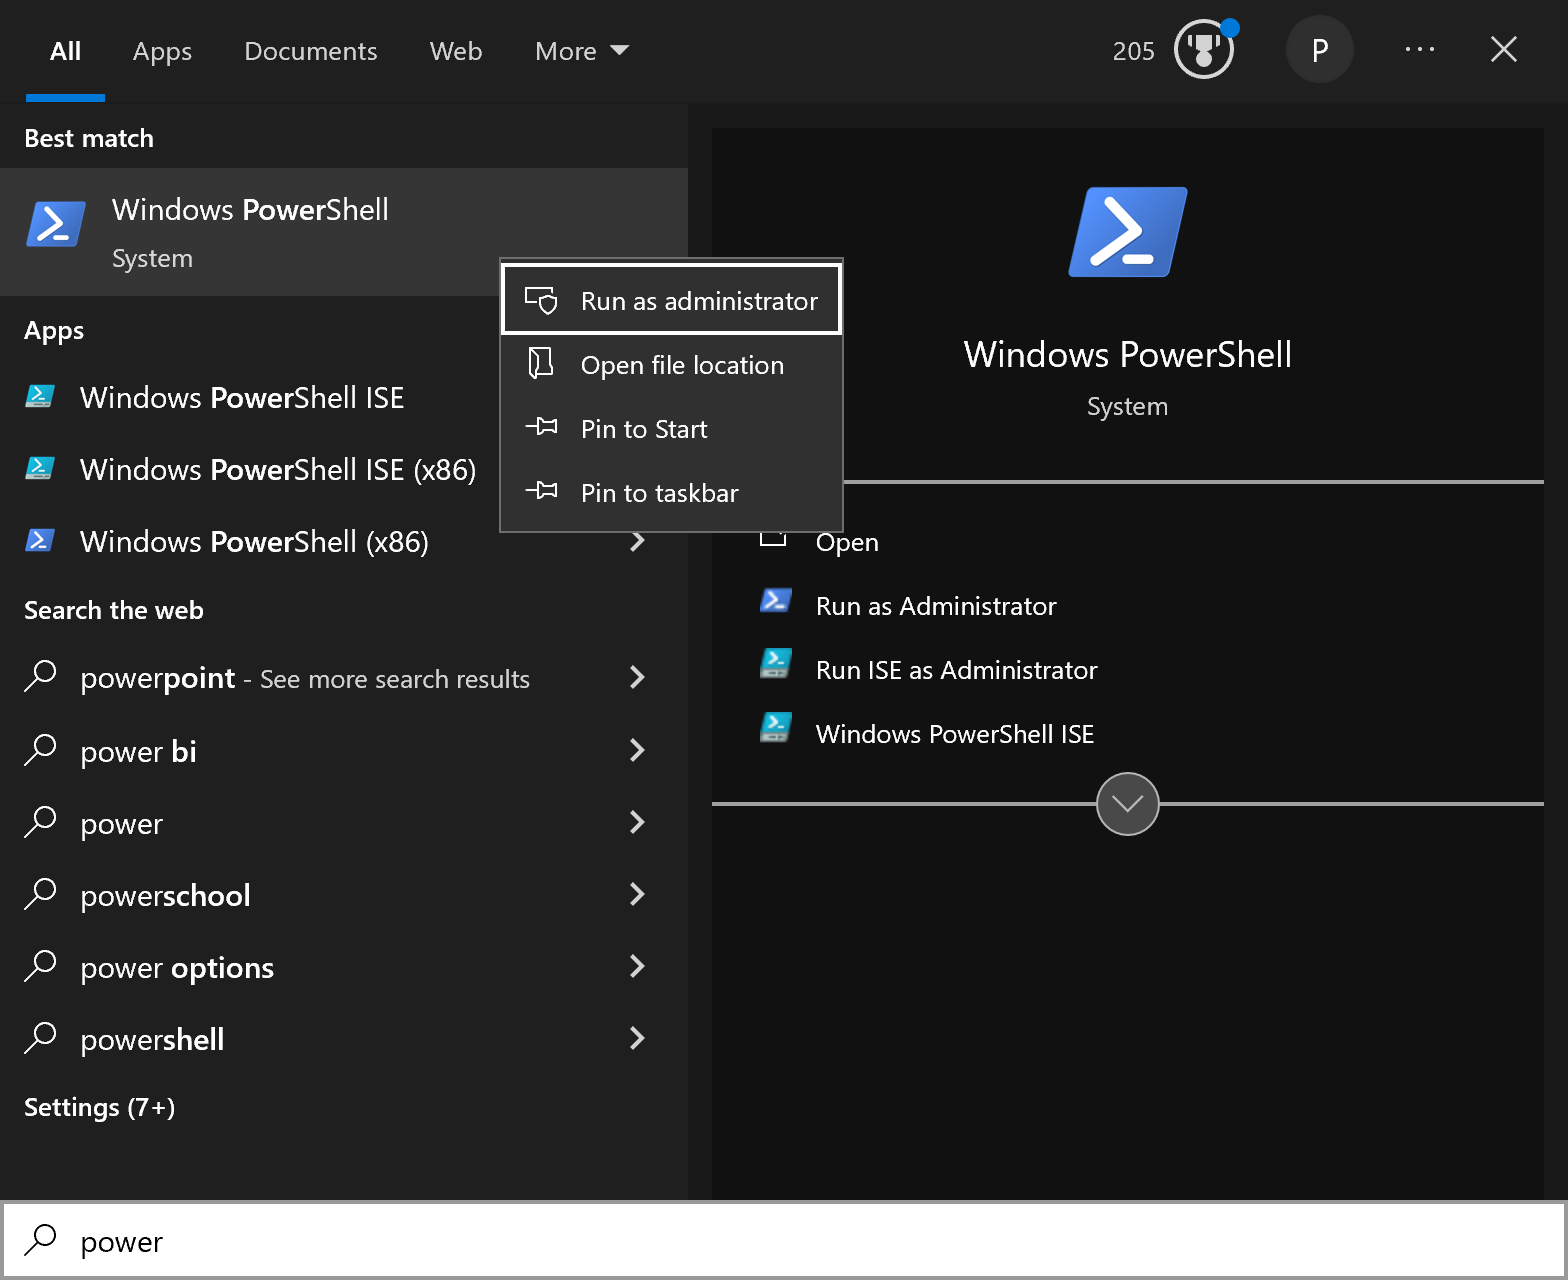 All Apps Documents Web More 205 P
Best match
Windows PowerShell
System
Run as administrator
Open file location
Pin to Start
Pin to taskbar
Apps
Windows PowerShell ISE
Windows PowerShell ISE (x86)
Windows PowerShell (x86)
Search the web
powerpoint - See more search results
power bi
power
powerschool
power options
powershell
Settings (7+)
Windows PowerShell
System
Open
Run as Administrator
Run ISE as Administrator
Windows PowerShell ISE
power